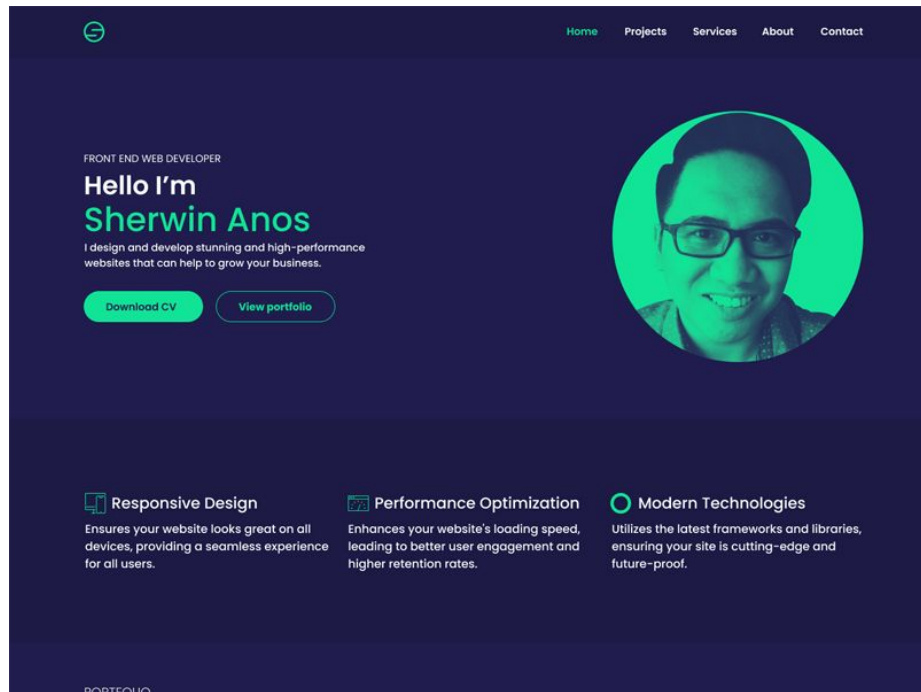 Home Projects Services About Contact
FRONT END WEB DEVELOPER
Hello I’m
Sherwin Anos
I design and develop stunning and high-performance
websites that can help to grow your business.
Download CV View portfolio
Responsive Design
Ensures your website looks great on all
devices, providing a seamless experience
for all users.
Performance Optimization
Enhances your website's loading speed,
leading to better user engagement and
higher retention rates.
Modern Technologies
Utilizes the latest frameworks and libraries,
ensuring your site is cutting-edge and
future-proof.
PORTFOLIO